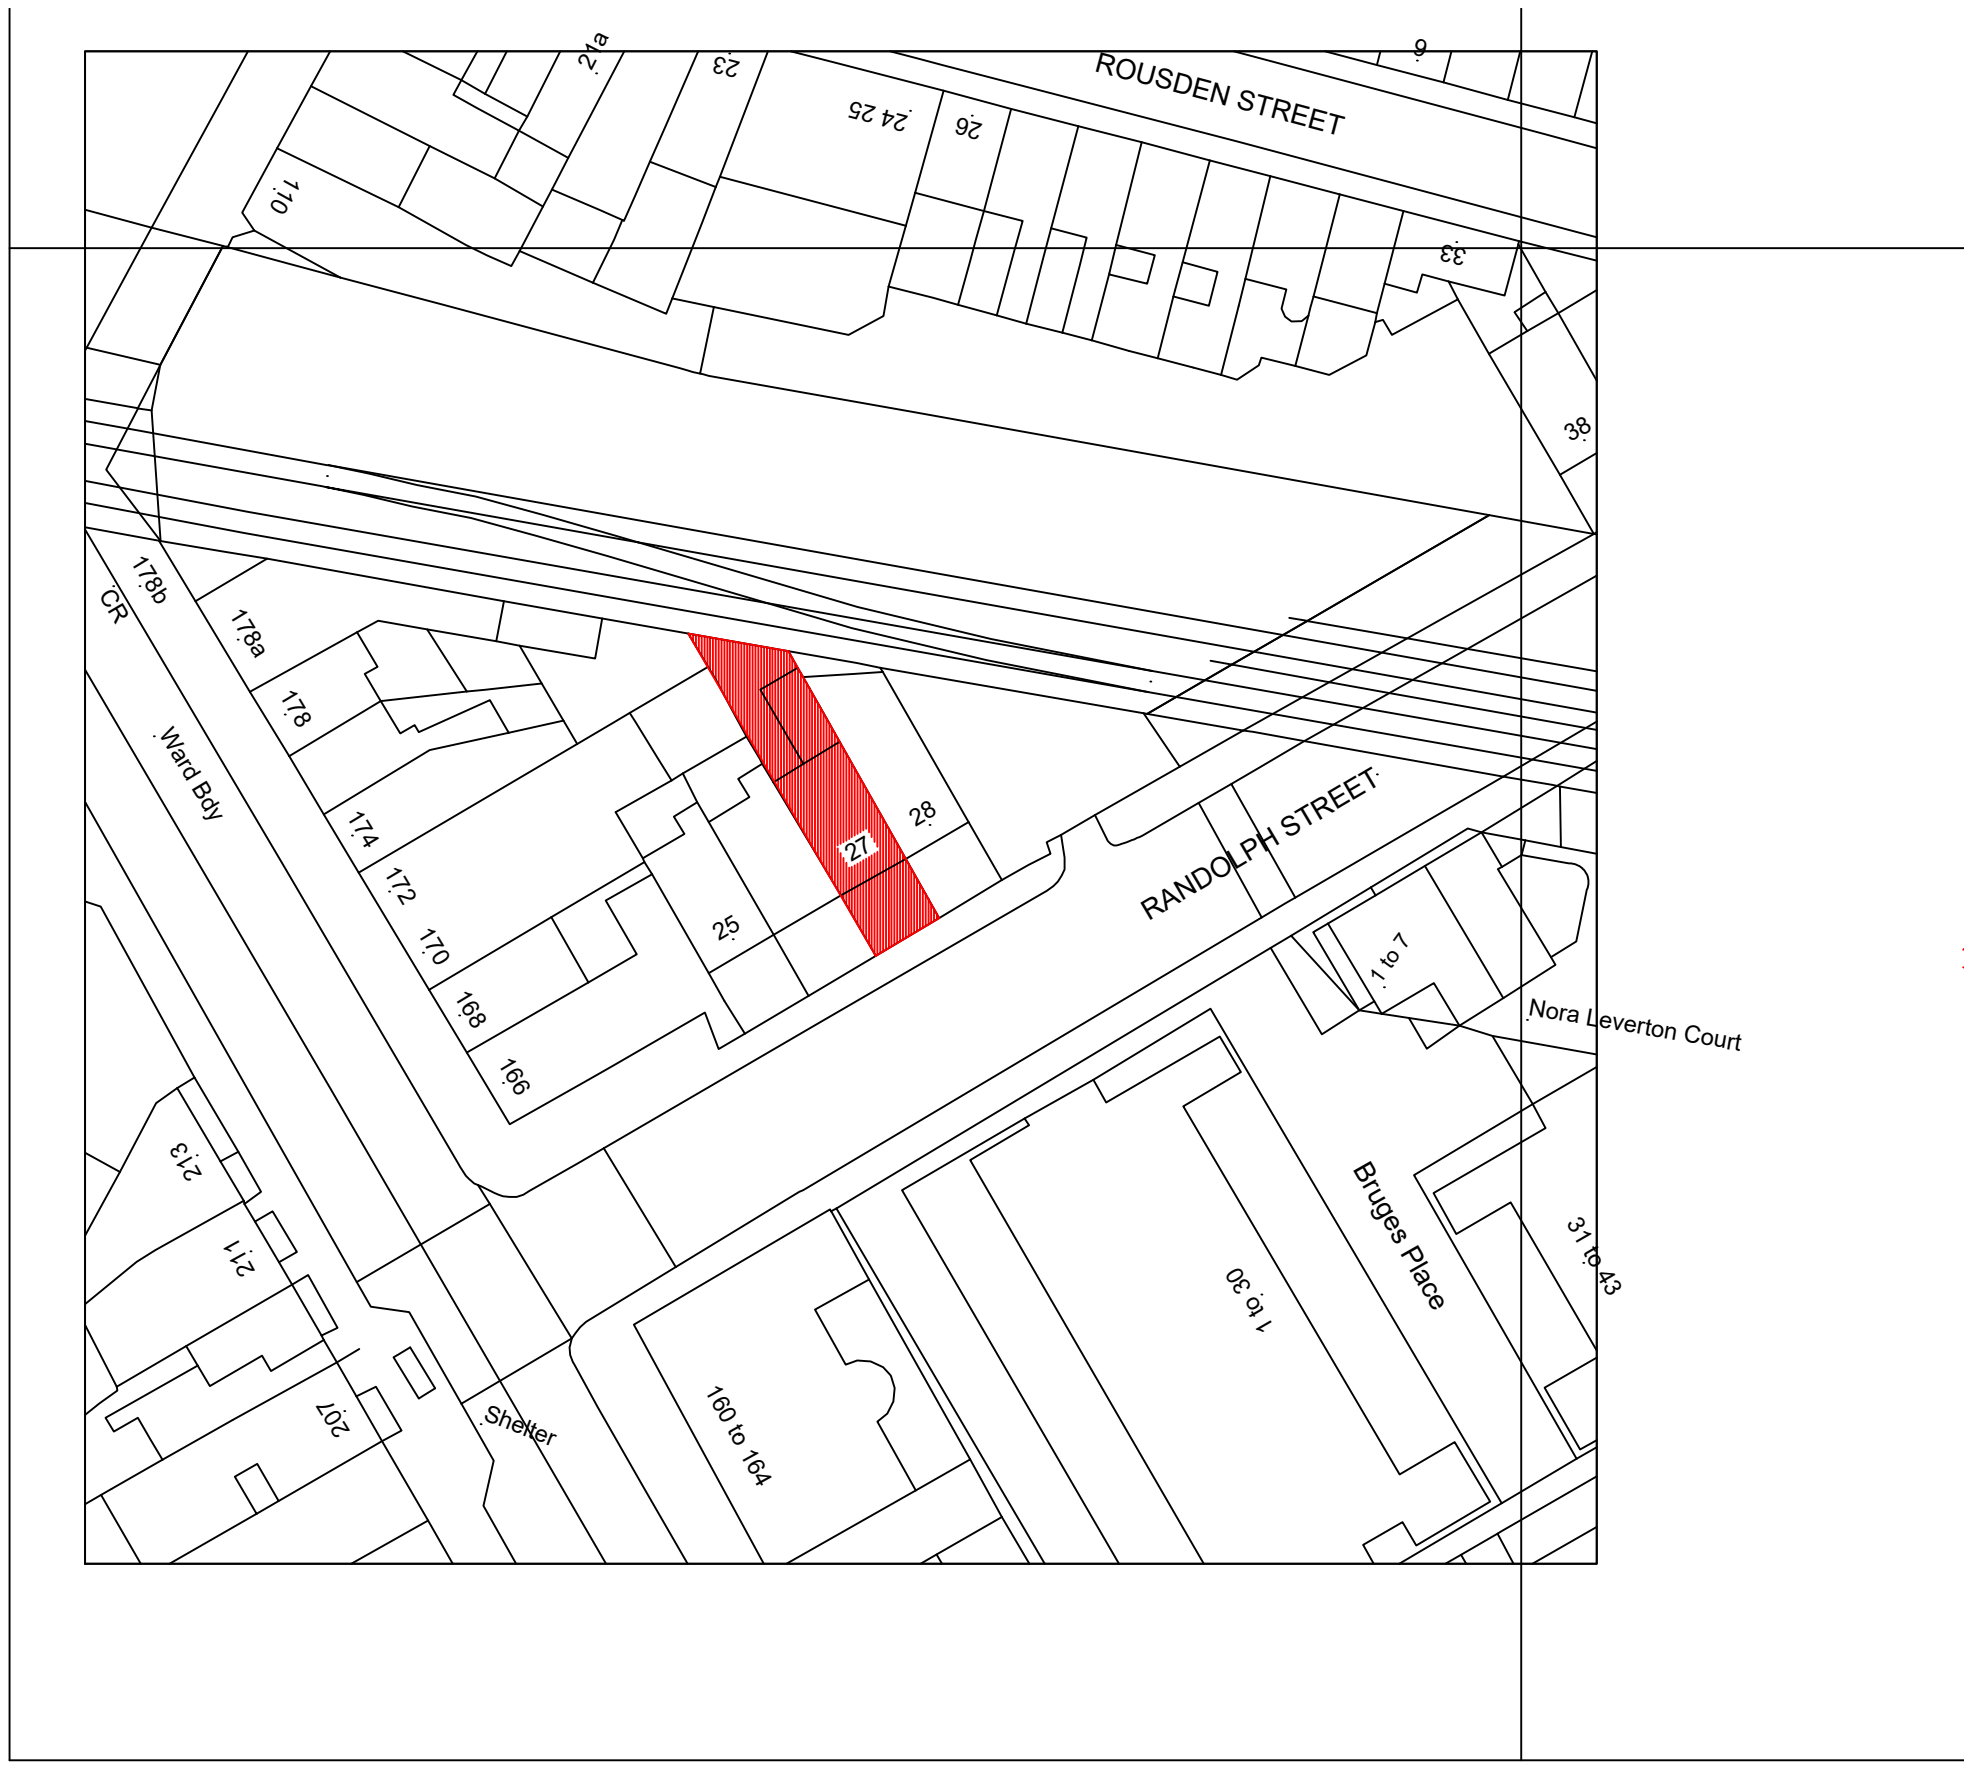 21a
23
9
ROUSDEN STREET
24 25
26
110
33
38
178b
CR
178a
178
Ward Bdy
174
172
170
168
166
27
28
25
RANDOLPH STREET
1 to 7
Nora Leverton Court
213
211
207
Shelter
160 to 164
1 to 30
Bruges Place
31 to 43